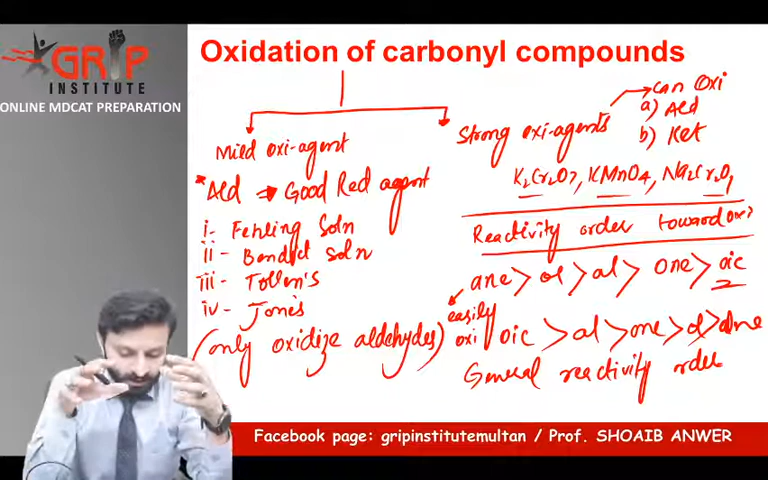 GRIP
INSTITUTE
ONLINE MDCAT PREPARATION
Oxidation of carbonyl compounds
Mild oxi-agent
*Ald ⇒ Good Red agent
i- Fehling Soln
ii- Bendict Soln
iii- Tollen's
iv- Jones
(only oxidize aldehydes)
Strong oxi-agents
can Oxi
a) Ald
b) Ket
K2Cr2O7, KMnO4, Na2Cr2O7
Reactivity order toward oxi
ane > ol > al > one > oic
easily
oxi
oic > al > one > ol > ane
General reactivity order
Facebook page: gripinstitutemultan / Prof. SHOAIB ANWER